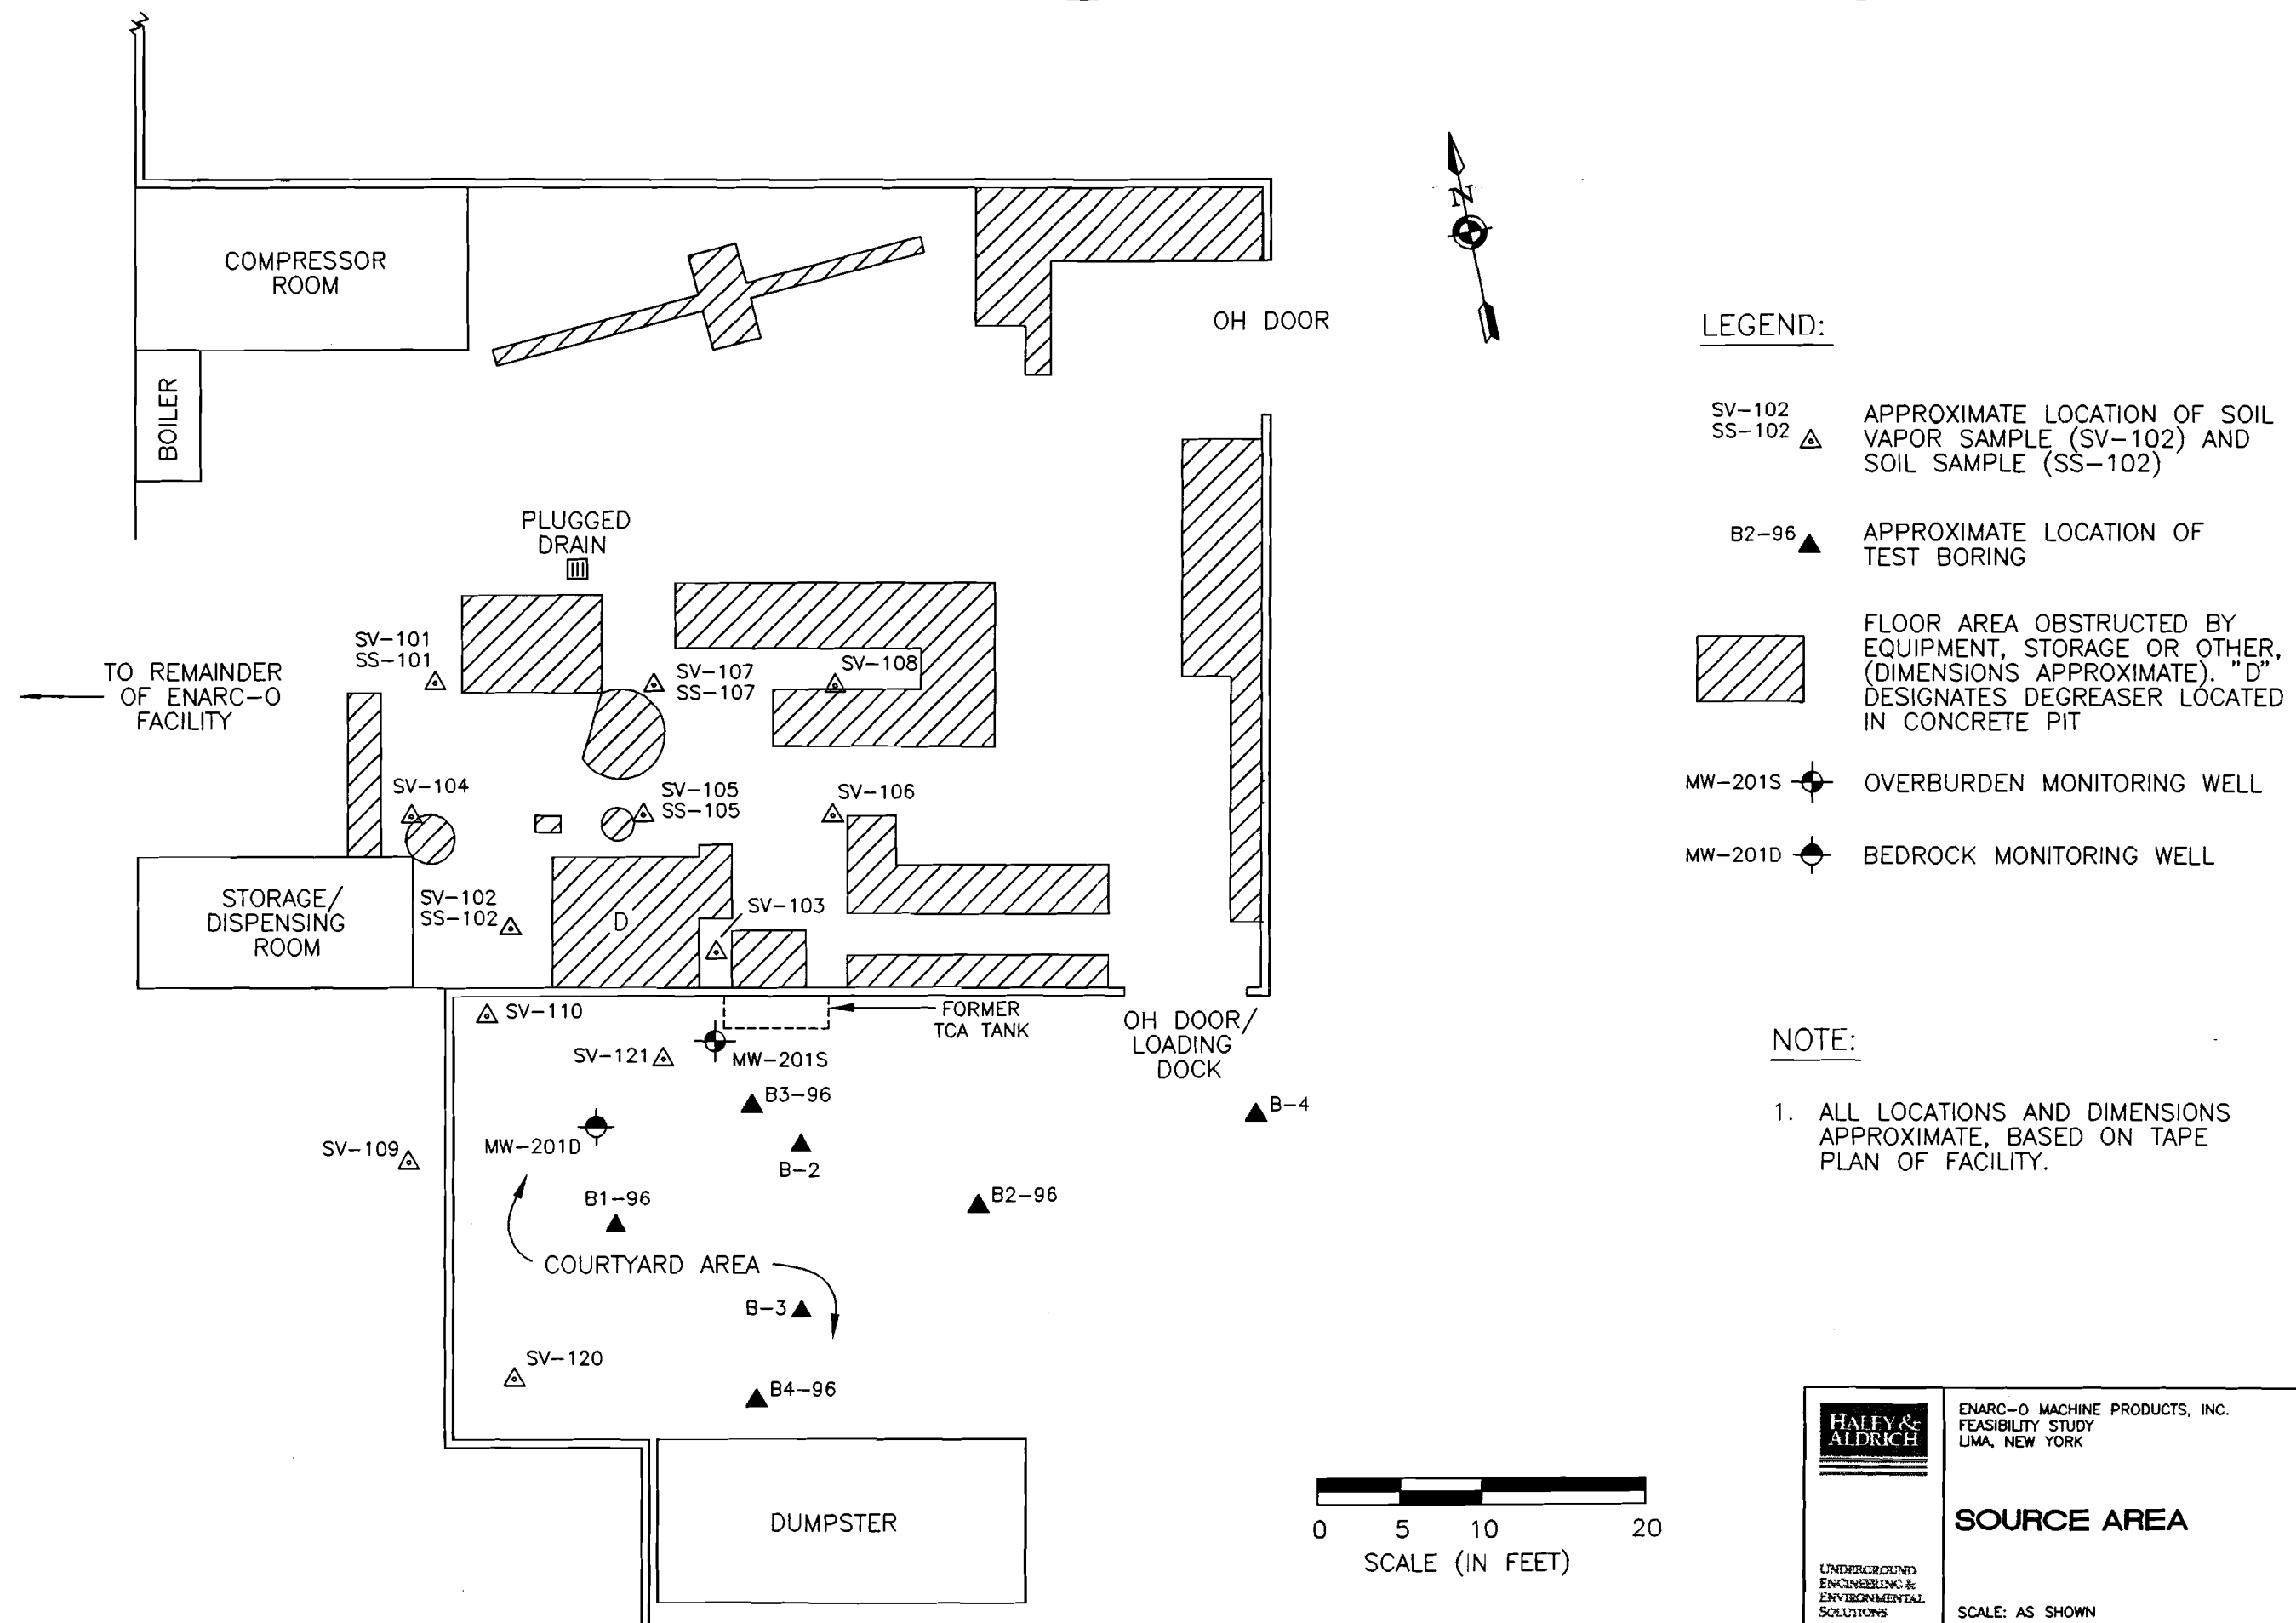 COMPRESSOR
ROOM
BOILER
OH DOOR
N
PLUGGED
DRAIN
SV-101
SS-101
SV-107
SS-107
SV-108
TO REMAINDER
OF ENARC-O
FACILITY
SV-104
SV-105
SS-105
SV-106
STORAGE/
DISPENSING
ROOM
SV-102
SS-102
D
SV-103
SV-110
FORMER
TCA TANK
OH DOOR/
LOADING
DOCK
SV-121
MW-201S
B3-96
B-4
SV-109
MW-201D
B-2
B1-96
B2-96
COURTYARD AREA
B-3
SV-120
B4-96
DUMPSTER
LEGEND:
SV-102
SS-102
APPROXIMATE LOCATION OF SOIL
VAPOR SAMPLE (SV-102) AND
SOIL SAMPLE (SS-102)
B2-96
APPROXIMATE LOCATION OF
TEST BORING
FLOOR AREA OBSTRUCTED BY
EQUIPMENT, STORAGE OR OTHER,
(DIMENSIONS APPROXIMATE). "D"
DESIGNATES DEGREASER LOCATED
IN CONCRETE PIT
MW-201S OVERBURDEN MONITORING WELL
MW-201D BEDROCK MONITORING WELL
NOTE:
1. ALL LOCATIONS AND DIMENSIONS
APPROXIMATE, BASED ON TAPE
PLAN OF FACILITY.
0 5 10 20
SCALE (IN FEET)
HALEY &
ALDRICH
UNDERGROUND
ENGINEERING &
ENVIRONMENTAL
SOLUTIONS
ENARC-O MACHINE PRODUCTS, INC.
FEASIBILITY STUDY
LIMA, NEW YORK
SOURCE AREA
SCALE: AS SHOWN